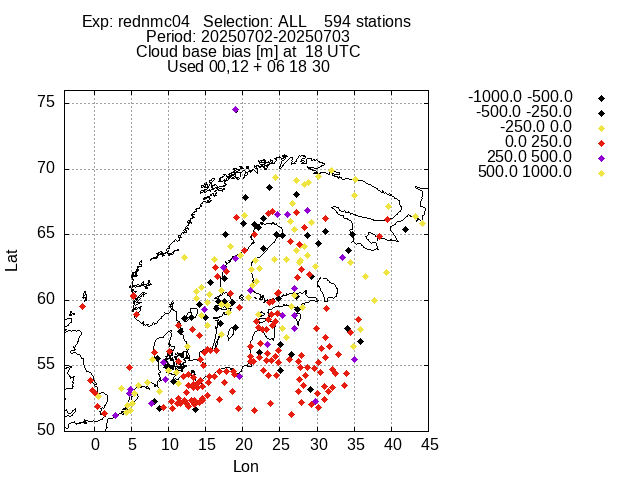 Exp: rednmc04   Selection: ALL    594 stations
Period: 20250702-20250703
Cloud base bias [m] at  18 UTC
Used 00,12 + 06 18 30
-1000.0 -500.0
-500.0 -250.0
-250.0 0.0
0.0 250.0
250.0 500.0
500.0 1000.0
75
70
65
60
55
50
Lat
0 5 10 15 20 25 30 35 40 45
Lon